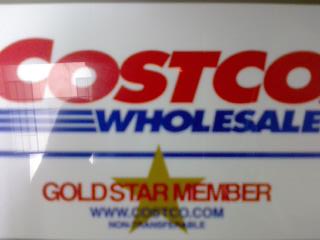 COSTCO
WHOLESALE
GOLD STAR MEMBER
WWW.COSTCO.COM
NON-TRANSFERABLE